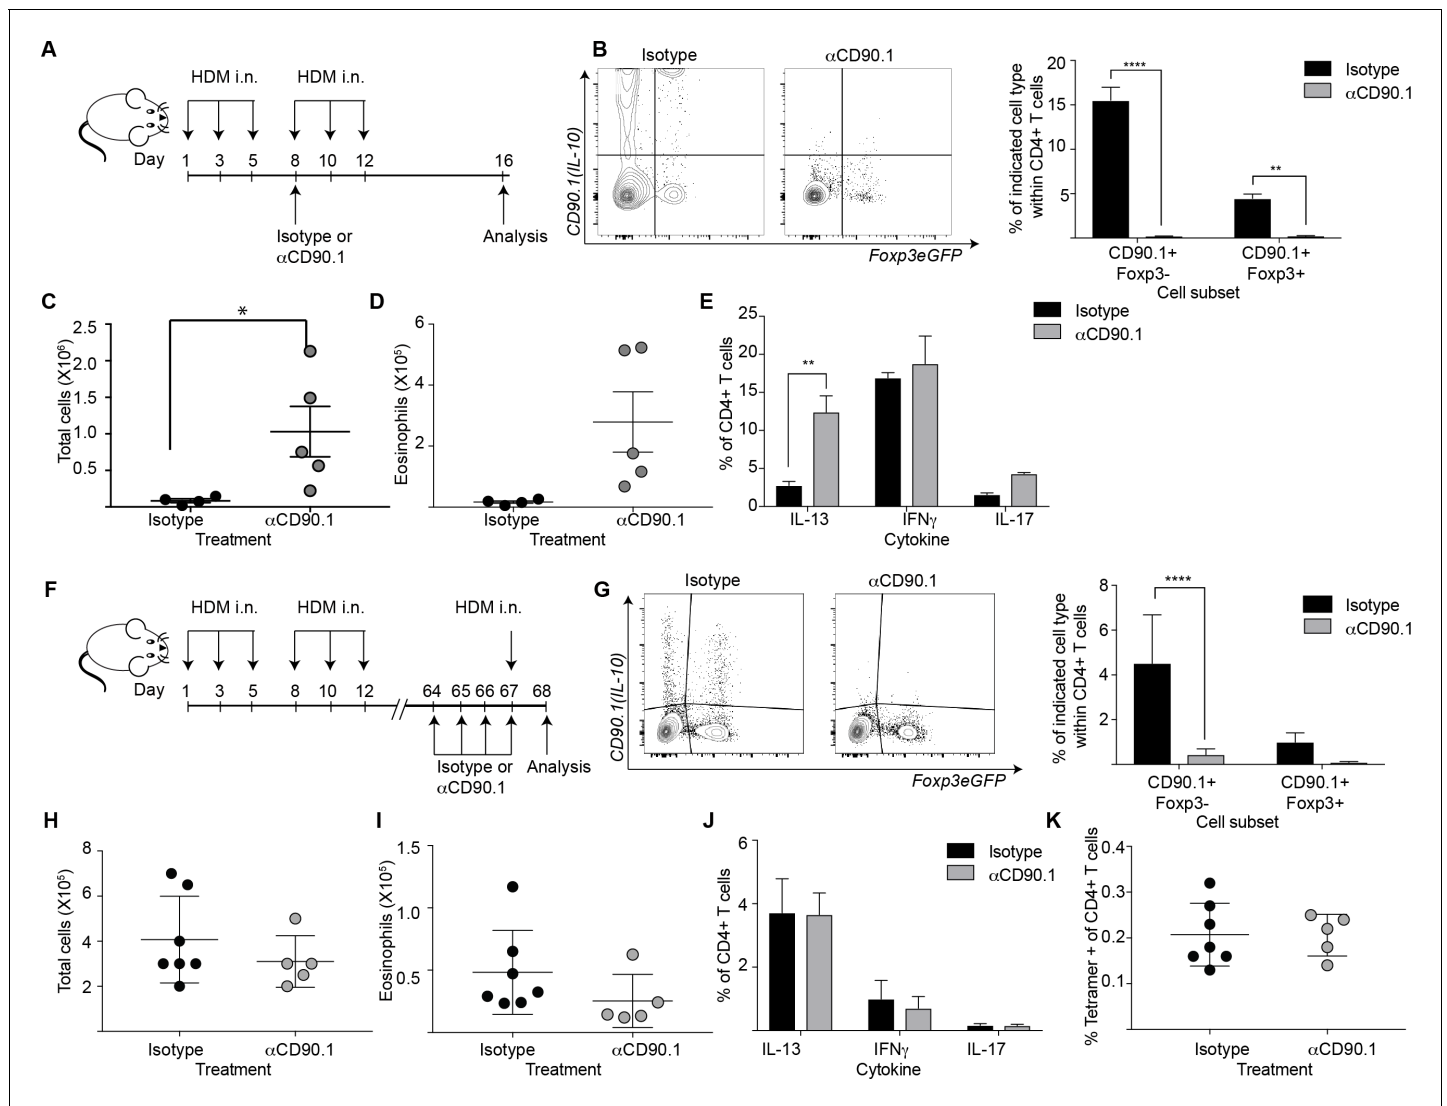 A
HDM i.n. HDM i.n.
Day 1 3 5 8 10 12 16
Isotype or
αCD90.1
Analysis
B
Isotype αCD90.1
CD90.1(IL-10)
Foxp3eGFP
% of indicated cell type
within CD4+ T cells
20
15
10
5
****
**
Isotype
αCD90.1
CD90.1+ CD90.1+
Foxp3- Foxp3+
Cell subset
C
Total cells (X10⁶)
2.5
2.0
1.5
1.0
0.5
*
Isotype αCD90.1
Treatment
D
Eosinophils (X10⁵)
6
4
2
Isotype αCD90.1
Treatment
E
% of CD4+ T cells
25
20
15
10
5
0
**
Isotype
αCD90.1
IL-13 IFNγ IL-17
Cytokine
F
HDM i.n. HDM i.n. HDM i.n.
Day 1 3 5 8 10 12 64 65 66 67 68
Isotype or
αCD90.1
Analysis
G
Isotype αCD90.1
CD90.1(IL-10)
Foxp3eGFP
% of indicated cell type
within CD4+ T cells
8
6
4
2
****
Isotype
αCD90.1
CD90.1+ CD90.1+
Foxp3- Foxp3+
Cell subset
H
Total cells (X10⁵)
8
6
4
2
Isotype αCD90.1
Treatment
I
Eosinophils (X10⁵)
1.5
1.0
0.5
Isotype αCD90.1
Treatment
J
% of CD4+ T cells
6
4
2
Isotype
αCD90.1
IL-13 IFNγ IL-17
Cytokine
K
% Tetramer + of CD4+ T cells
0.4
0.3
0.2
0.1
Isotype αCD90.1
Treatment